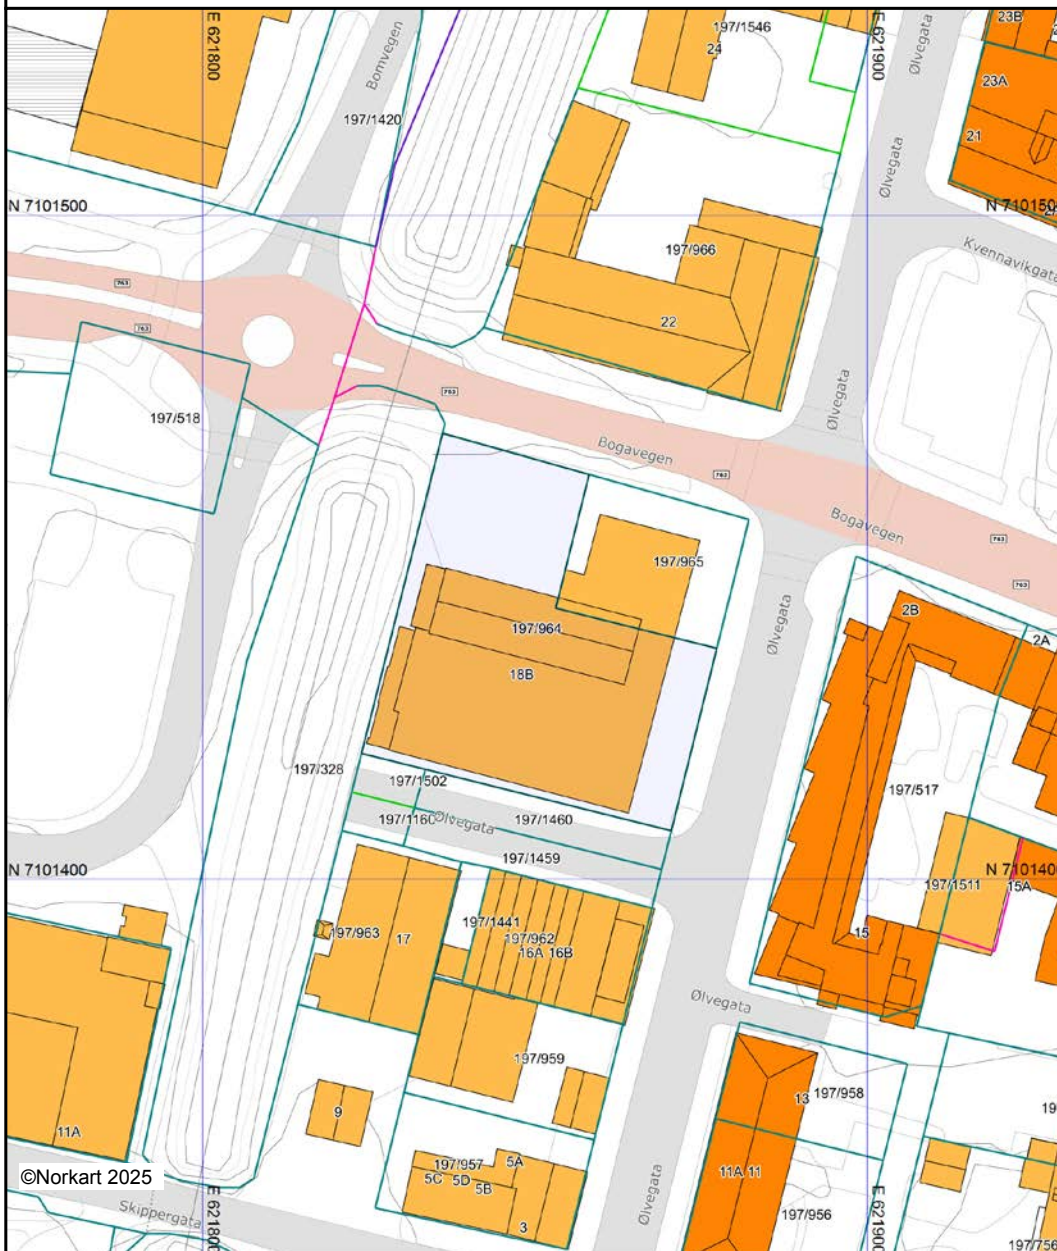 E 621800
E 621900
Bomvegen
197/1420
197/1546
24
Ølvegata
23B
23A
21
Ølvegata
N 7101500
N 7101500
Kvennavikgata
197/966
22
763
763
763
Ølvegata
197/518
Bogavegen
763
Bogavegen
763
763
197/965
197/964
18B
Ølvegata
2B
2A
197/328
197/1502
197/517
197/1160
Ølvegata
197/1460
197/1459
N 7101400
N 7101400
197/1511
15A
197/963
17
197/1441
197/962
16A 16B
15
Ølvegata
197/959
197/958
13
9
11A
197/957
5A
5C
5D
5B
3
11A 11
197/956
©Norkart 2025
Skippergata
Ølvegata
E 621800
E 621900
197/756